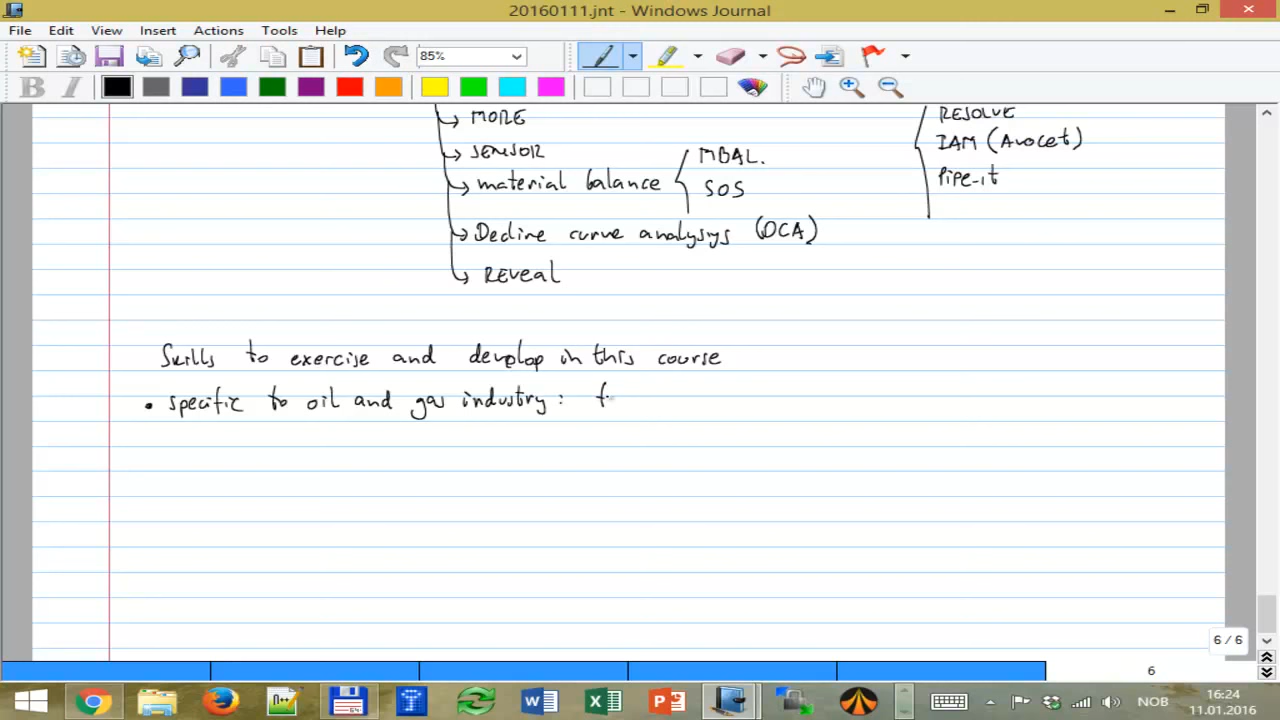 20160111.jnt - Windows Journal
File Edit View Insert Actions Tools Help
85%
B I
MORE
SENSOR
material balance
MBAL.
SOS
Decline curve analysys (DCA)
REVEAL
RESOLVE
IAM (Avocet)
Pipe-it
Skills to exercise and develop in this course
• specific to oil and gas industry: f
6 / 6
6
NOB
16:24
11.01.2016